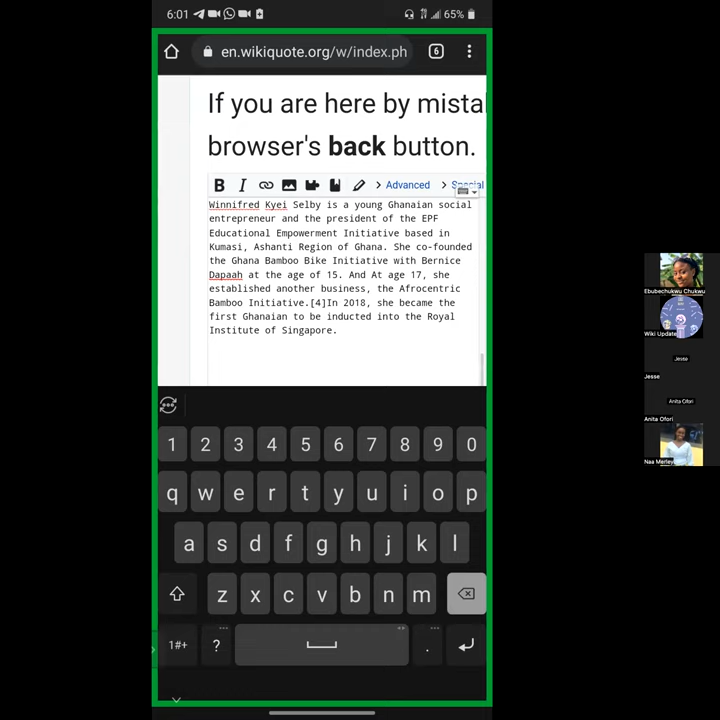 6:01
65%
en.wikiquote.org/w/index.ph
6
If you are here by mista
browser's back button.
B I Advanced Special
Winnifred Kyei Selby is a young Ghanaian social
entrepreneur and the president of the EPF
Educational Empowerment Initiative based in
Kumasi, Ashanti Region of Ghana. She co-founded
the Ghana Bamboo Bike Initiative with Bernice
Dapaah at the age of 15. And At age 17, she
established another business, the Afrocentric
Bamboo Initiative.[4]In 2018, she became the
first Ghanaian to be inducted into the Royal
Institute of Singapore.
1 2 3 4 5 6 7 8 9 0
q w e r t y u i o p
a s d f g h j k l
z x c v b n m
1#+ ? .
Ebubechukwu Chukwu
Wiki Update
Jesse
Jesse
Anita Ofori
Anita Ofori
Naa Merley